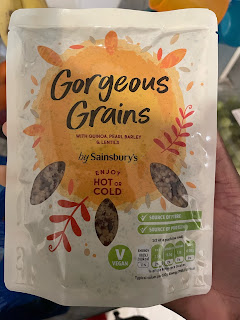 Gorgeous
Grains
WITH QUINOA, PEARL BARLEY
& LENTILS
by Sainsbury's
ENJOY
HOT OR
COLD
SOURCE OF FIBRE
SOURCE OF PROTEIN
V
VEGAN